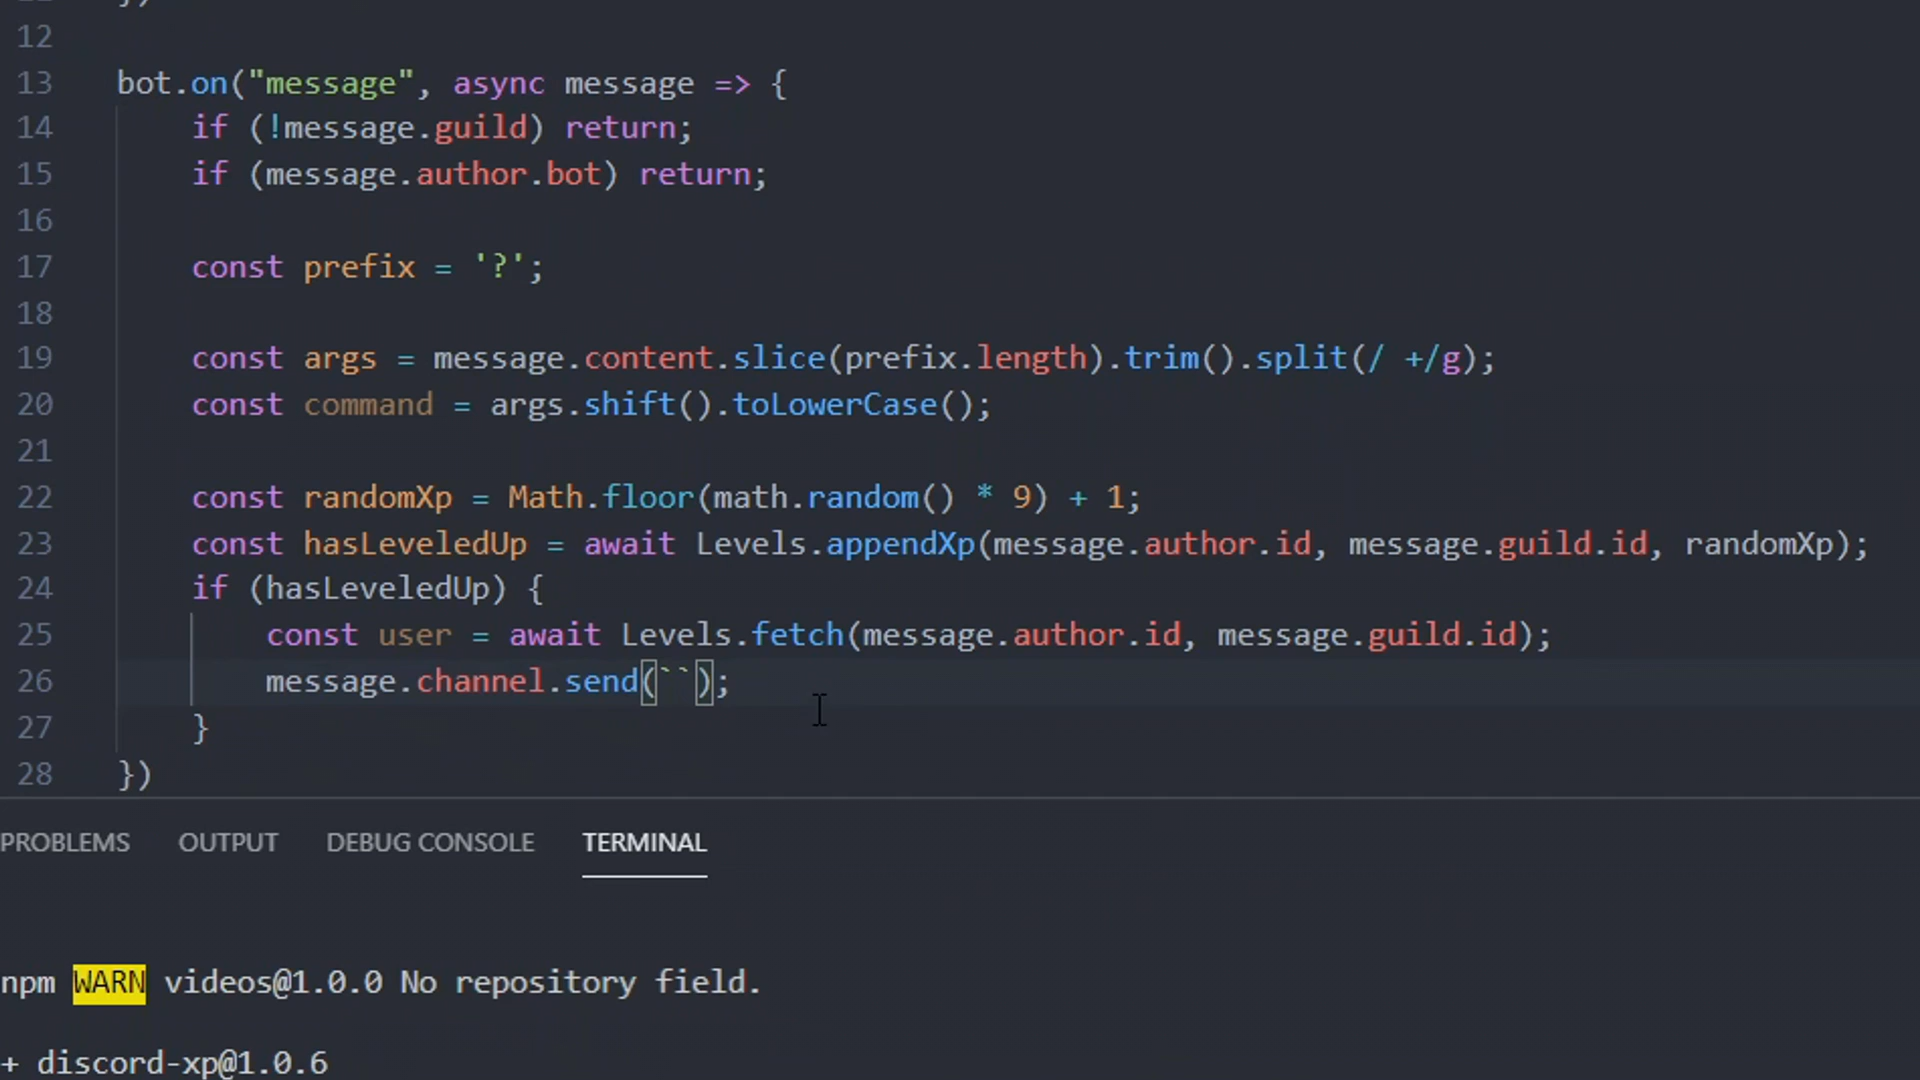 12
13 bot.on("message", async message => {
14 if (!message.guild) return;
15 if (message.author.bot) return;
16
17 const prefix = '?';
18
19 const args = message.content.slice(prefix.length).trim().split(/ +/g);
20 const command = args.shift().toLowerCase();
21
22 const randomXp = Math.floor(math.random() * 9) + 1;
23 const hasLeveledUp = await Levels.appendXp(message.author.id, message.guild.id, randomXp);
24 if (hasLeveledUp) {
25 const user = await Levels.fetch(message.author.id, message.guild.id);
26 message.channel.send(``);
27 }
28 })
PROBLEMS OUTPUT DEBUG CONSOLE TERMINAL
npm WARN videos@1.0.0 No repository field.
+ discord-xp@1.0.6